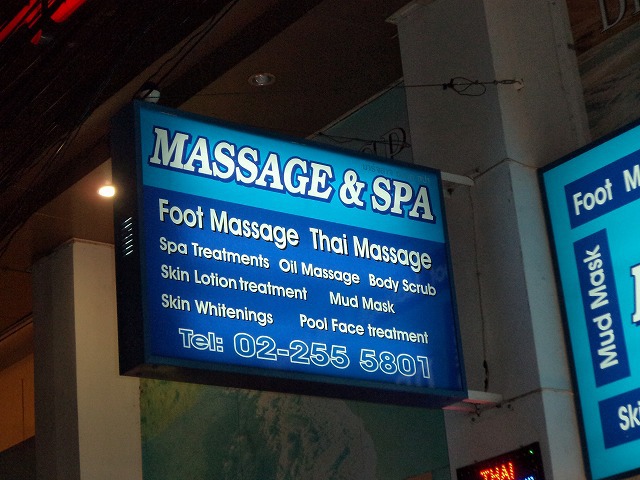 MASSAGE & SPA
Foot Massage Thai Massage
Spa Treatments Oil Massage Body Scrub
Skin Lotion treatment Mud Mask
Skin Whitenings Pool Face treatment
Tel: 02-255 5801
Foot
Mud Mask
THAI